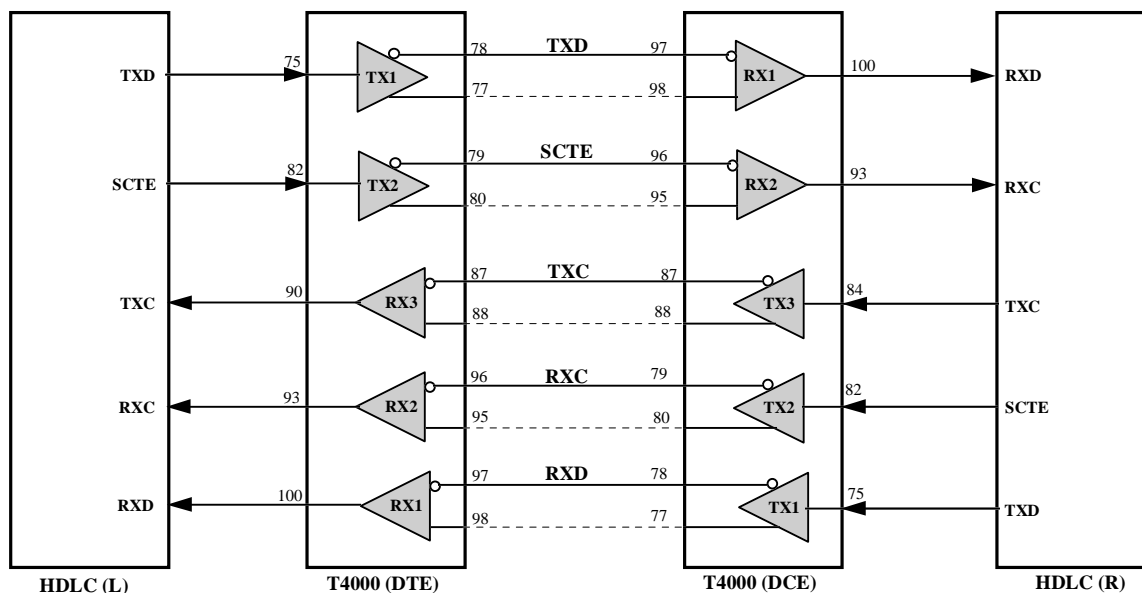 78 TXD 97
TXD 75 TX1 RX1 100 RXD
77 98
79 SCTE 96
SCTE 82 TX2 RX2 93 RXC
80 95
87 TXC 87
TXC 90 RX3 TX3 84 TXC
88 88
96 RXC 79
RXC 93 RX2 TX2 82 SCTE
95 80
97 RXD 78
RXD 100 RX1 TX1 75 TXD
98 77
HDLC (L) T4000 (DTE) T4000 (DCE) HDLC (R)